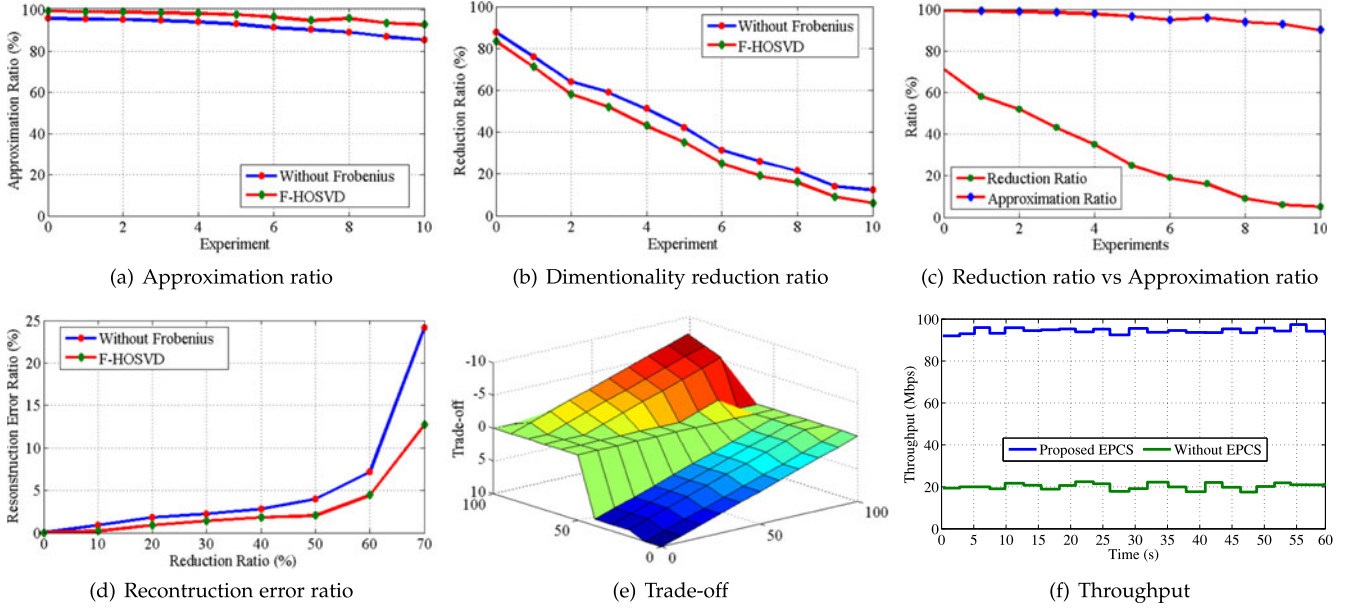 Approximation Ratio (%)
100
80
60
40
20
0
Without Frobenius
F-HOSVD
0 2 4 6 8 10
Experiment
(a) Approximation ratio
Reduction Ratio (%)
100
80
60
40
20
0
Without Frobenius
F-HOSVD
0 2 4 6 8 10
Experiment
(b) Dimentionality reduction ratio
Ratio (%)
100
80
60
40
20
0
Reduction Ratio
Approximation Ratio
0 2 4 6 8 10
Experiments
(c) Reduction ratio vs Approximation ratio
Resonstruction Error Ratio (%)
25
20
15
10
5
0
Without Frobenius
F-HOSVD
0 10 20 30 40 50 60 70
Reduction Ratio (%)
(d) Recontruction error ratio
Trade-off
-10
-5
0
5
10
100
50
0
0
50
100
(e) Trade-off
Throughput (Mbps)
100
80
60
40
20
0
Proposed EPCS
Without EPCS
0 5 10 15 20 25 30 35 40 45 50 55 60
Time (s)
(f) Throughput